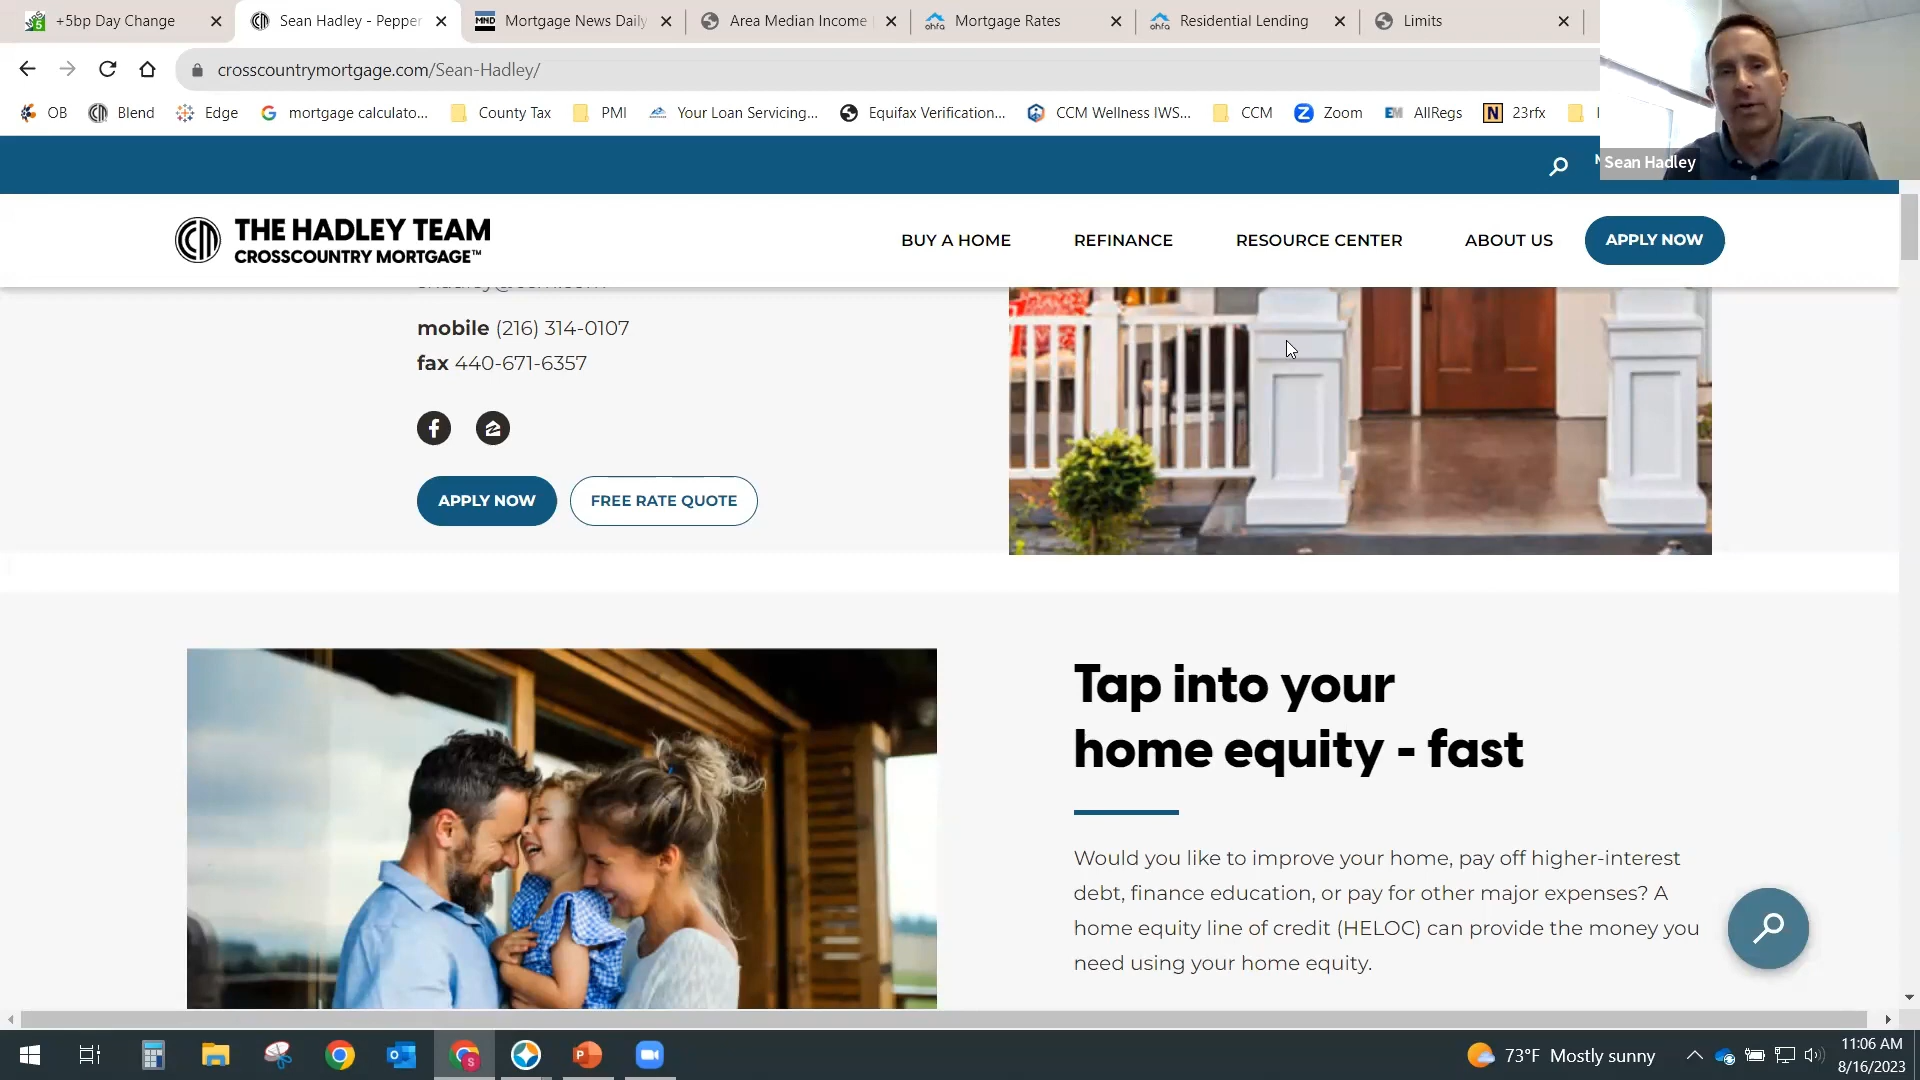 +5bp Day Change
Sean Hadley - Pepper
MND Mortgage News Daily
Area Median Income
ohfa Mortgage Rates
ohfa Residential Lending
Limits
crosscountrymortgage.com/Sean-Hadley/
OB
Blend
Edge
mortgage calculato...
County Tax
PMI
Your Loan Servicing...
Equifax Verification...
CCM Wellness IWS...
CCM
Zoom
AllRegs
N 23rfx
Sean Hadley
THE HADLEY TEAM
CROSSCOUNTRY MORTGAGE™
BUY A HOME
REFINANCE
RESOURCE CENTER
ABOUT US
APPLY NOW
mobile (216) 314-0107
fax 440-671-6357
APPLY NOW
FREE RATE QUOTE
Tap into your
home equity - fast
Would you like to improve your home, pay off higher-interest
debt, finance education, or pay for other major expenses? A
home equity line of credit (HELOC) can provide the money you
need using your home equity.
73°F Mostly sunny
11:06 AM
8/16/2023